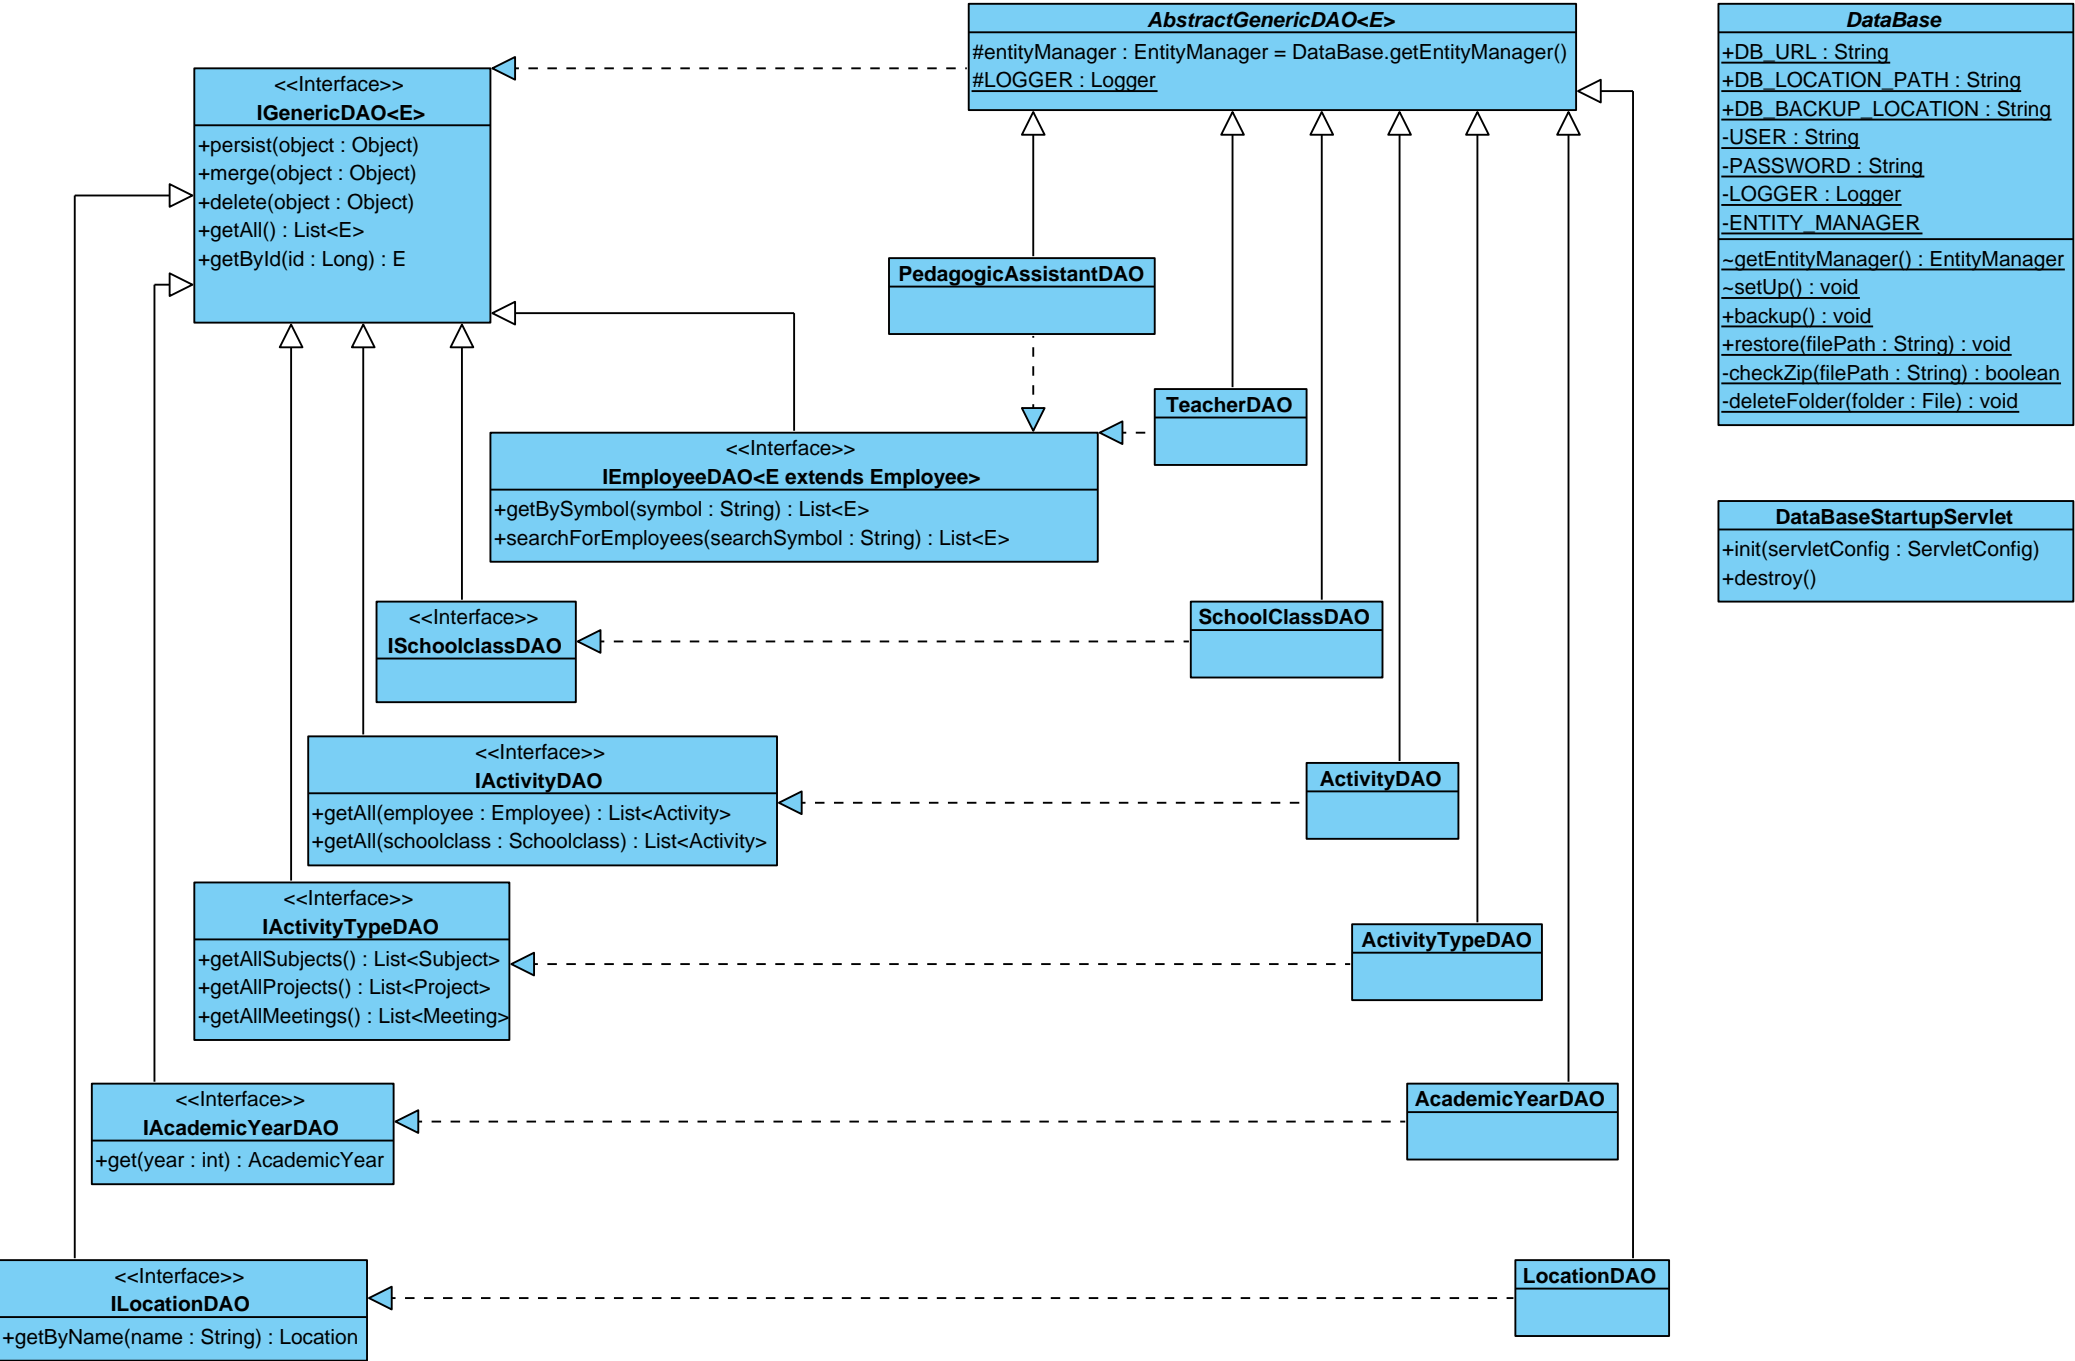 AbstractGenericDAO<E>
#entityManager : EntityManager = DataBase.getEntityManager()
#LOGGER : Logger
DataBase
+DB_URL : String
+DB_LOCATION_PATH : String
+DB_BACKUP_LOCATION : String
-USER : String
-PASSWORD : String
-LOGGER : Logger
-ENTITY_MANAGER
~getEntityManager() : EntityManager
~setUp() : void
+backup() : void
+restore(filePath : String) : void
-checkZip(filePath : String) : boolean
-deleteFolder(folder : File) : void
<<Interface>>
IGenericDAO<E>
+persist(object : Object)
+merge(object : Object)
+delete(object : Object)
+getAll() : List<E>
+getById(id : Long) : E
PedagogicAssistantDAO
TeacherDAO
<<Interface>>
IEmployeeDAO<E extends Employee>
+getBySymbol(symbol : String) : List<E>
+searchForEmployees(searchSymbol : String) : List<E>
DataBaseStartupServlet
+init(servletConfig : ServletConfig)
+destroy()
<<Interface>>
ISchoolclassDAO
SchoolClassDAO
<<Interface>>
IActivityDAO
+getAll(employee : Employee) : List<Activity>
+getAll(schoolclass : Schoolclass) : List<Activity>
ActivityDAO
<<Interface>>
IActivityTypeDAO
+getAllSubjects() : List<Subject>
+getAllProjects() : List<Project>
+getAllMeetings() : List<Meeting>
ActivityTypeDAO
<<Interface>>
IAcademicYearDAO
+get(year : int) : AcademicYear
AcademicYearDAO
<<Interface>>
ILocationDAO
+getByName(name : String) : Location
LocationDAO